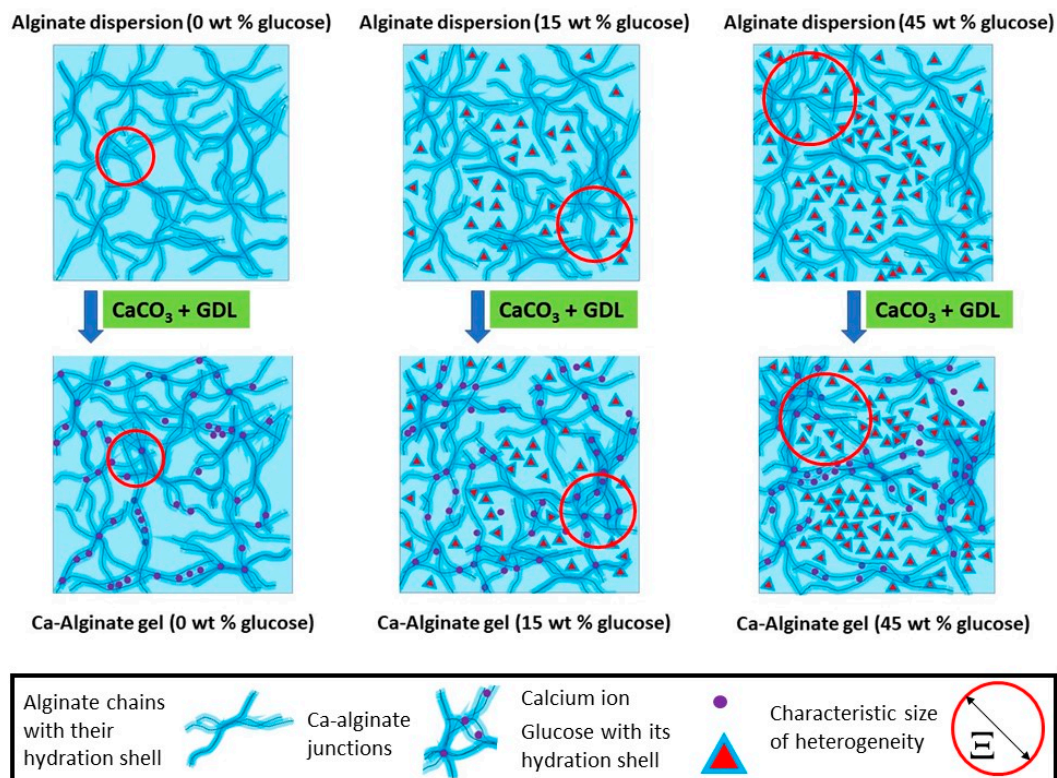 Alginate dispersion (0 wt % glucose)
Alginate dispersion (15 wt % glucose)
Alginate dispersion (45 wt % glucose)
CaCO₃ + GDL
CaCO₃ + GDL
CaCO₃ + GDL
Ca-Alginate gel (0 wt % glucose)
Ca-Alginate gel (15 wt % glucose)
Ca-Alginate gel (45 wt % glucose)
Alginate chains
with their
hydration shell
Ca-alginate
junctions
Calcium ion
Glucose with its
hydration shell
Characteristic size
of heterogeneity
Ξ